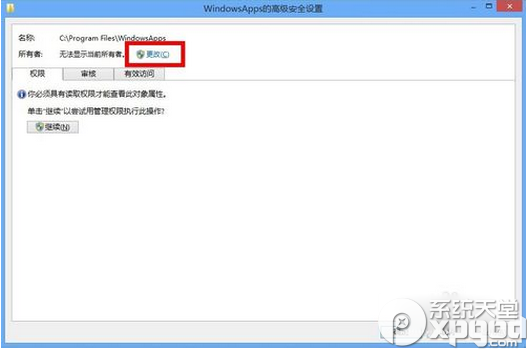 WindowsApps的高级安全设置
名称: C:\Program Files\WindowsApps
所有者: 无法显示当前所有者。 更改(C)
权限 审核 有效访问
你必须具有读取权限才能查看此对象属性。
单击"继续"以尝试用管理权限执行此操作?
继续(N)
系统天堂